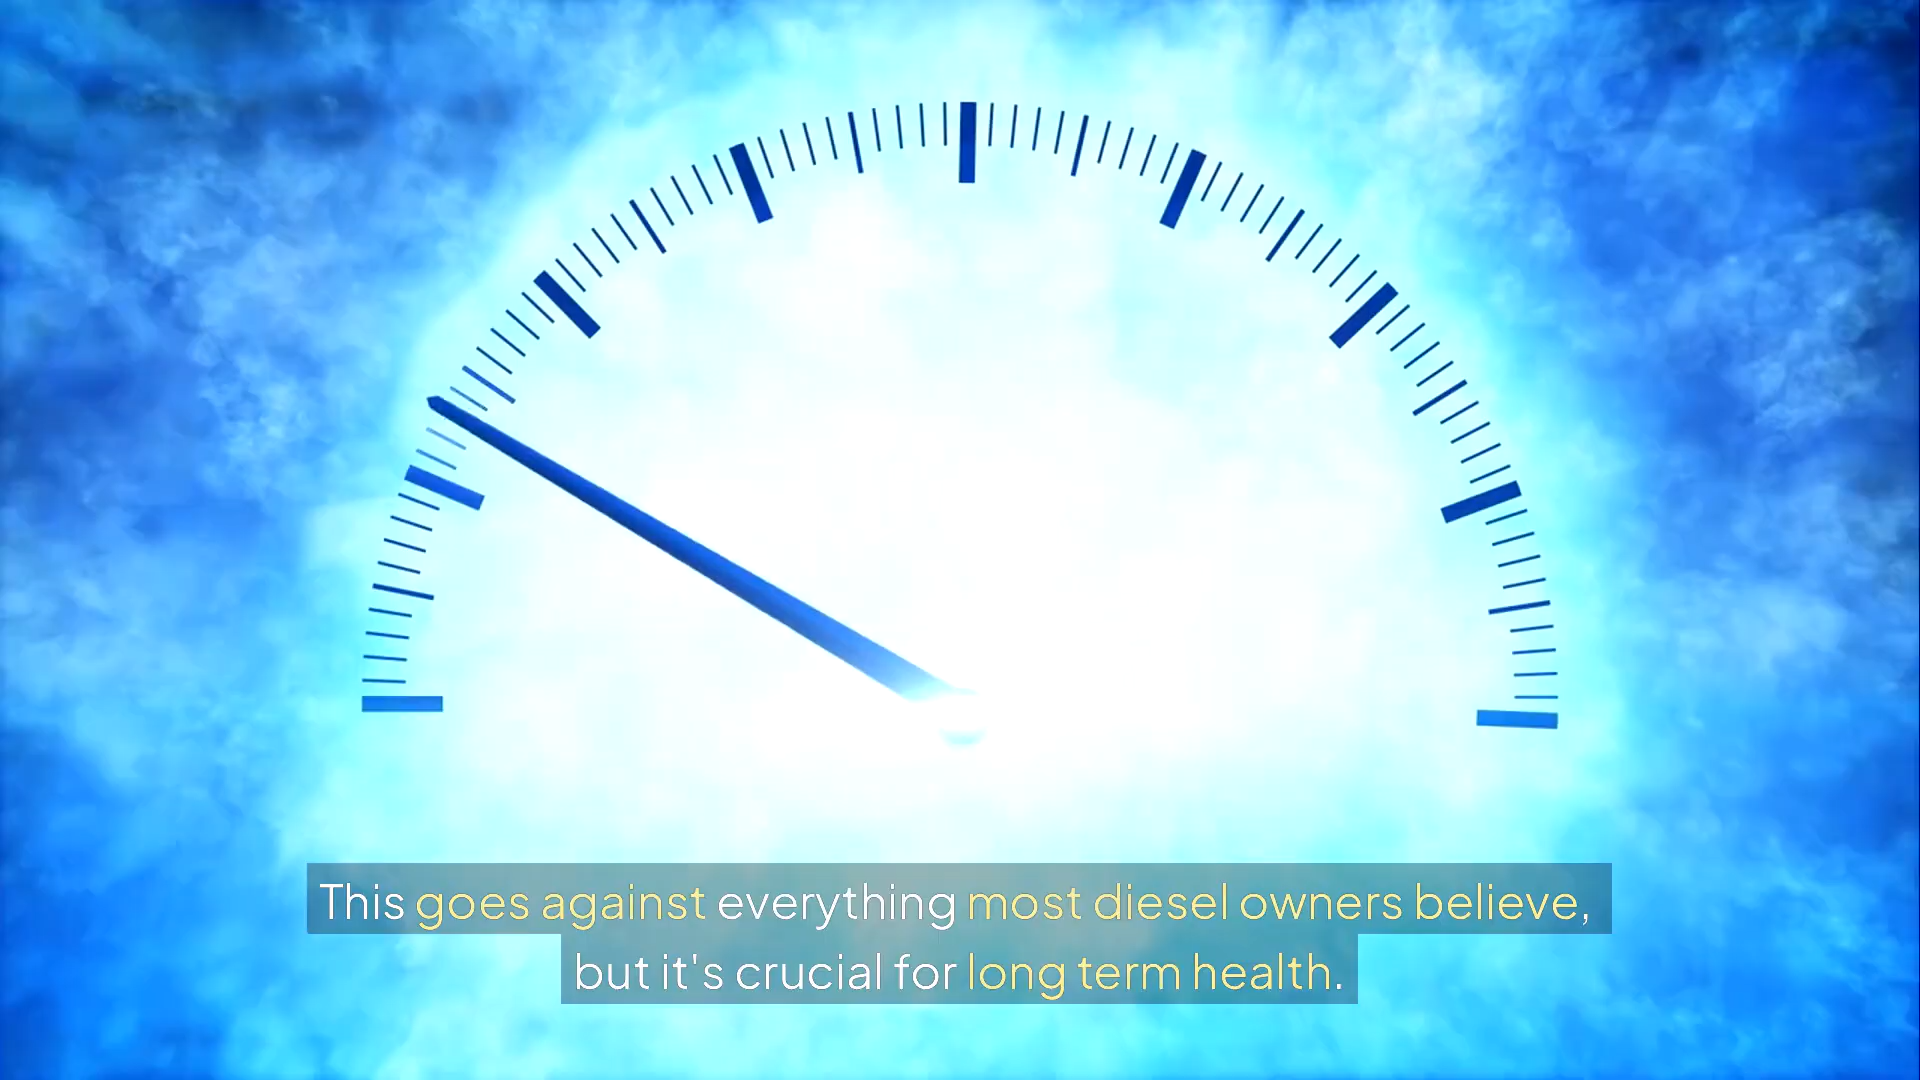 This goes against everything most diesel owners believe,
but it's crucial for long term health.